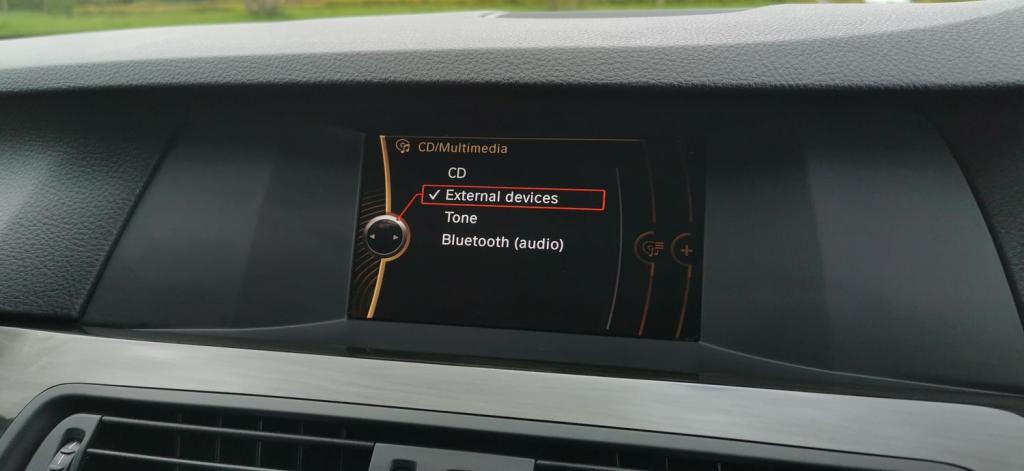 CD/Multimedia
CD
✓ External devices
Tone
Bluetooth (audio)